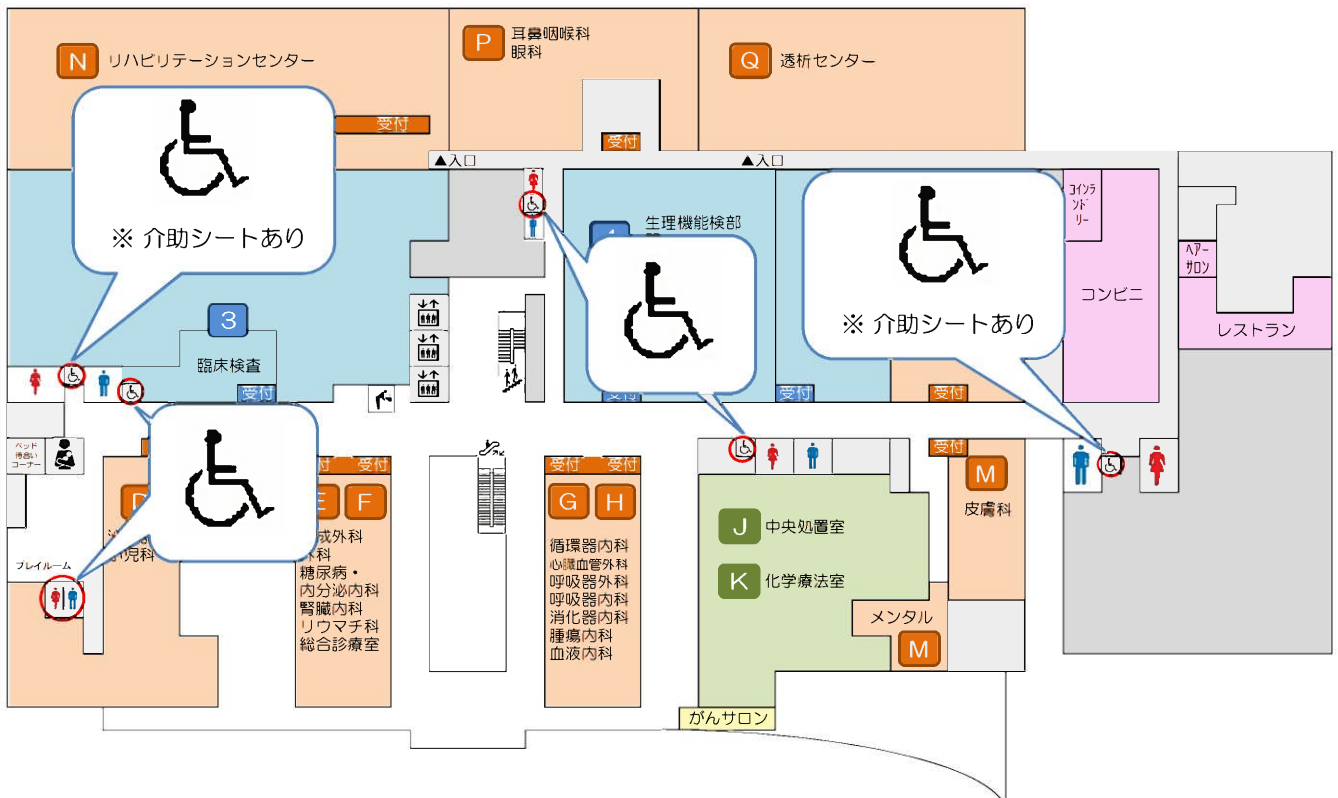 N リハビリテーションセンター
P 耳鼻咽喉科
眼科
Q 透析センター
受付
受付
▲入口
▲入口
※ 介助シートあり
生理機能検部
※ 介助シートあり
コインラ
ンド
リー
ヘアー
サロン
コンビニ
レストラン
3
臨床検査
受付
受付
受付
ベッド
待合い
コーナー
受付
受付
受付
受付
D
E
F
G
H
M
皮膚科
成外科
糖尿病・
内分泌内科
腎臓内科
リウマチ科
総合診療室
循環器内科
心臓血管外科
呼吸器外科
呼吸器内科
消化器内科
腫瘍内科
血液内科
J 中央処置室
K 化学療法室
プレイルーム
メンタル
M
がんサロン